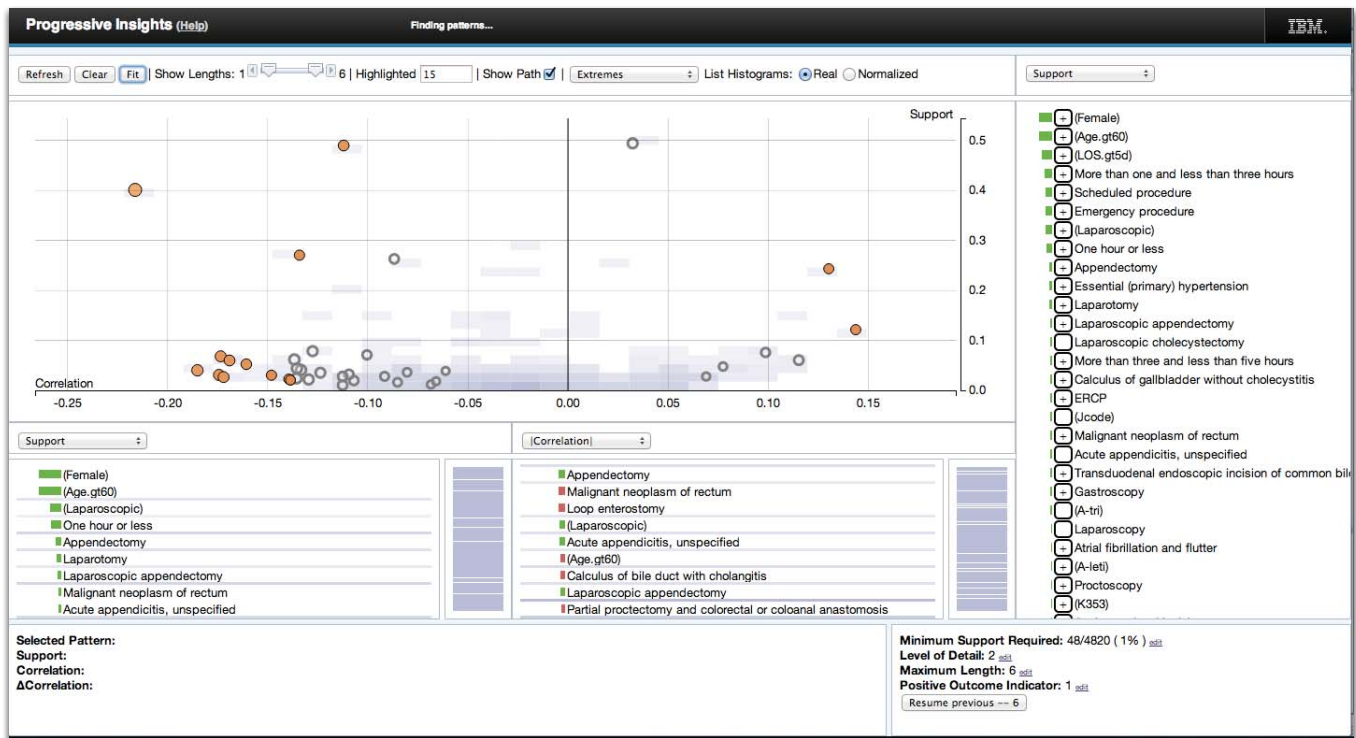 Progressive Insights (Help)
Finding patterns...
IBM.
Refresh Clear Fit | Show Lengths: 1 6 | Highlighted 15 | Show Path | Extremes List Histograms: Real Normalized
Support
Support
0.5
0.4
0.3
0.2
0.1
0.0
Correlation
-0.25 -0.20 -0.15 -0.10 -0.05 0.00 0.05 0.10 0.15
Support
(Female)
(Age.gt60)
(Laparoscopic)
One hour or less
Appendectomy
Laparotomy
Laparoscopic appendectomy
Malignant neoplasm of rectum
Acute appendicitis, unspecified
|Correlation|
Appendectomy
Malignant neoplasm of rectum
Loop enterostomy
(Laparoscopic)
Acute appendicitis, unspecified
(Age.gt60)
Calculus of bile duct with cholangitis
Laparoscopic appendectomy
Partial proctectomy and colorectal or coloanal anastomosis
+ (Female)
+ (Age.gt60)
+ (LOS.gt5d)
+ More than one and less than three hours
+ Scheduled procedure
+ Emergency procedure
+ (Laparoscopic)
+ One hour or less
+ Appendectomy
+ Essential (primary) hypertension
+ Laparotomy
+ Laparoscopic appendectomy
Laparoscopic cholecystectomy
+ More than three and less than five hours
+ Calculus of gallbladder without cholecystitis
+ ERCP
(Jcode)
+ Malignant neoplasm of rectum
Acute appendicitis, unspecified
+ Transduodenal endoscopic incision of common bil
+ Gastroscopy
(A-tri)
Laparoscopy
+ Atrial fibrillation and flutter
+ (A-leti)
+ Proctoscopy
+ (K353)
Selected Pattern:
Support:
Correlation:
ΔCorrelation:
Minimum Support Required: 48/4820 ( 1% ) edit
Level of Detail: 2 edit
Maximum Length: 6 edit
Positive Outcome Indicator: 1 edit
Resume previous -- 6